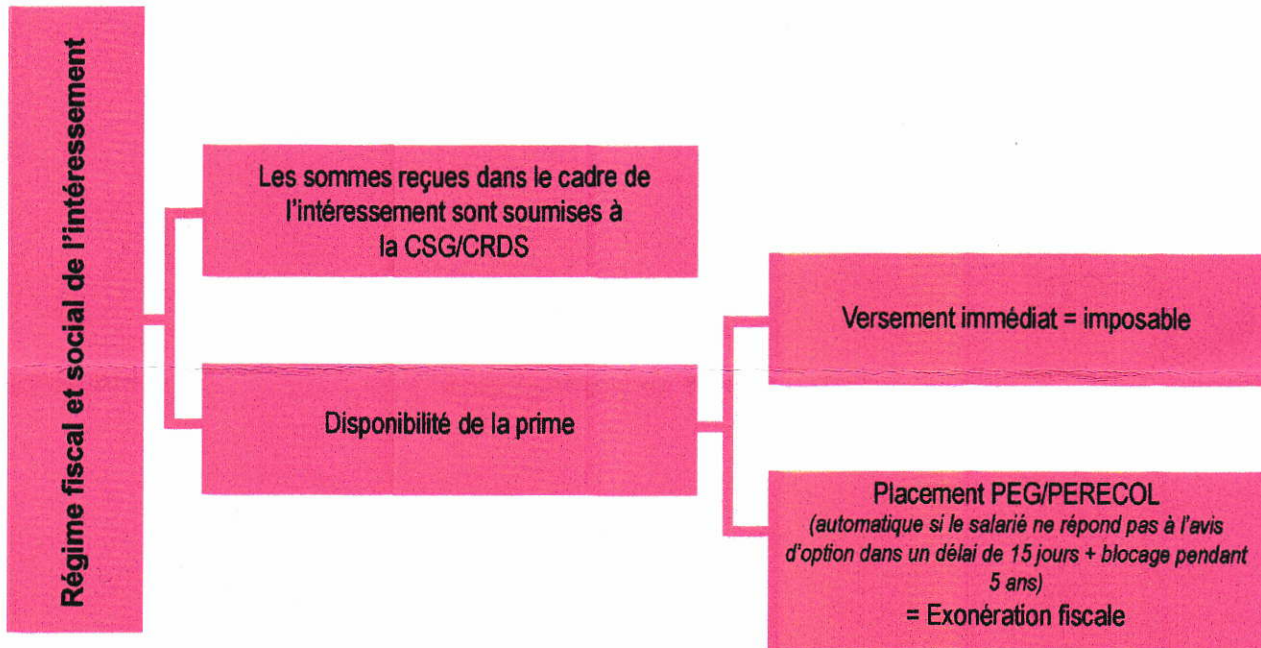 Régime fiscal et social de l'intéressement
Les sommes reçues dans le cadre de
l'intéressement sont soumises à
la CSG/CRDS
Disponibilité de la prime
Versement immédiat = imposable
Placement PEG/PERECOL
(automatique si le salarié ne répond pas à l'avis
d'option dans un délai de 15 jours + blocage pendant
5 ans)
= Exonération fiscale